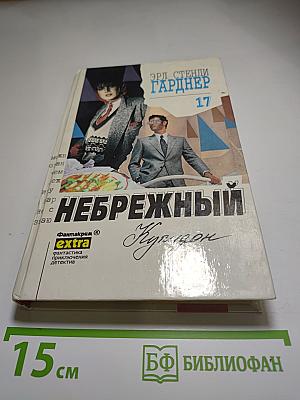 ЭРЛ СТЕНЛИ
ГАРДНЕР
17
НЕБРЕЖНЫЙ
Купидон
Фантакрим ®
extra
фантастика
приключения
детектив
15 см
БФ БИБЛИОФАН